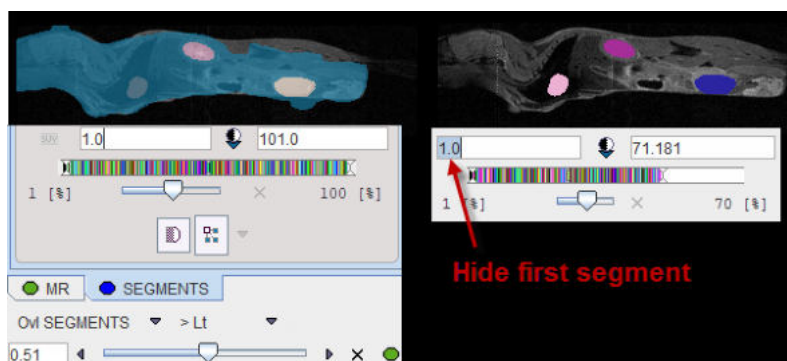 SUV 1.0 101.0
1 [%] 100 [%]
MR SEGMENTS
Ovl SEGMENTS > Lt
0.51
1.0 71.181
1 [%] 70 [%]
Hide first segment